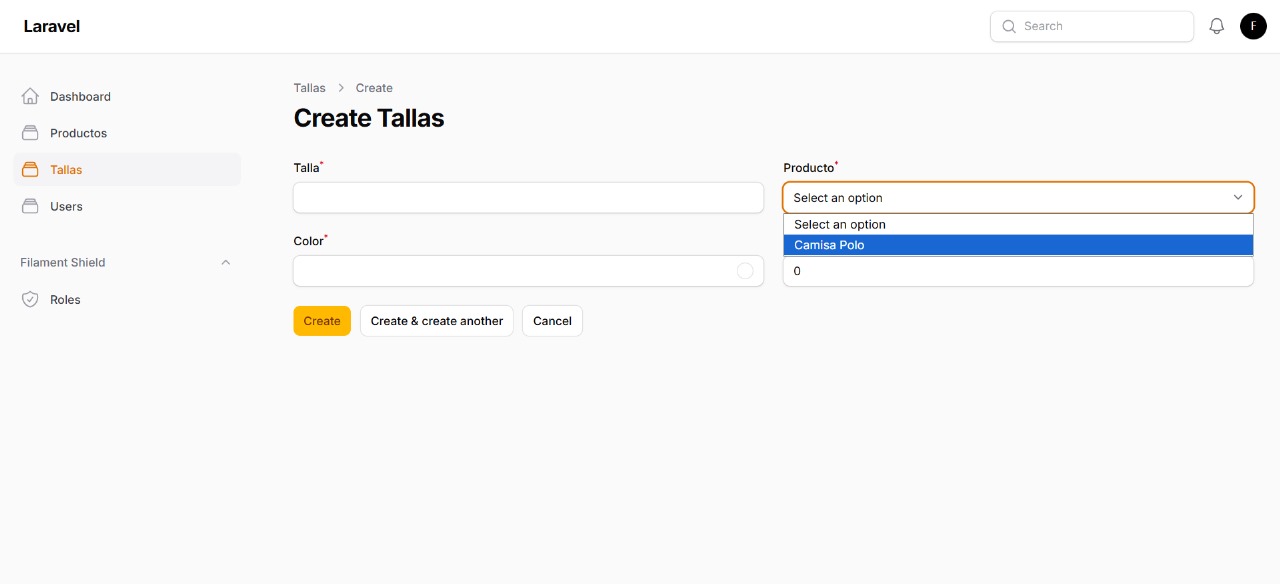 Laravel
Search
F
Dashboard
Productos
Tallas
Users
Filament Shield
Roles
Tallas > Create
Create Tallas
Talla*
Producto*
Select an option
Select an option
Camisa Polo
Color*
0
Create
Create & create another
Cancel